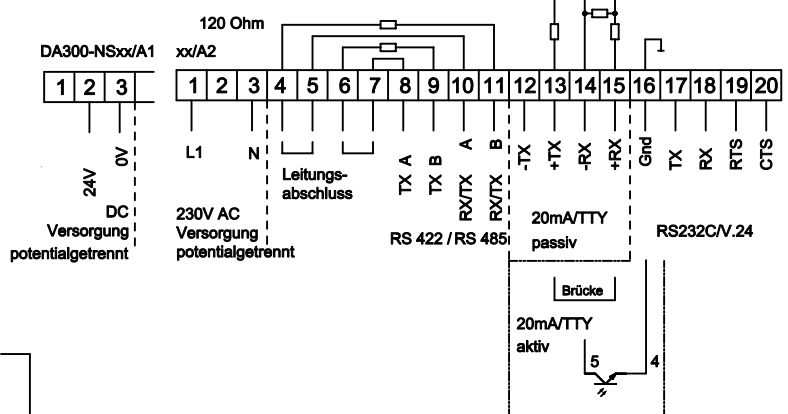 120 Ohm
DA300-NSxx/A1 xx/A2
1 2 3 1 2 3 4 5 6 7 8 9 10 11 12 13 14 15 16 17 18 19 20
24V 0V L1 N
Leitungs-
abschluss
TX A TX B RX/TX A RX/TX B -TX +TX -RX +RX Gnd TX RX RTS CTS
DC
Versorgung
potentialgetrennt
230V AC
Versorgung
potentialgetrennt
RS 422 / RS 485
20mA/TTY
passiv
RS232C/V.24
Brücke
20mA/TTY
aktiv
5 4